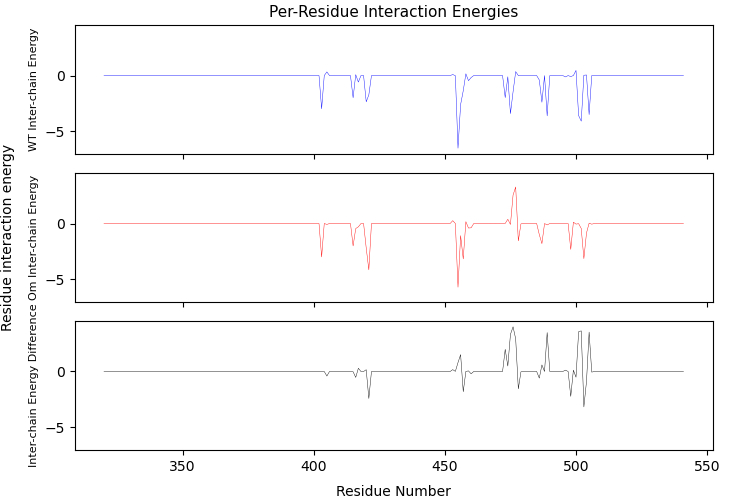 Per-Residue Interaction Energies
WT Inter-chain Energy
0
−5
Om Inter-chain Energy
0
−5
Inter-chain Energy Difference
0
−5
Residue interaction energy
350
400
450
500
550
Residue Number